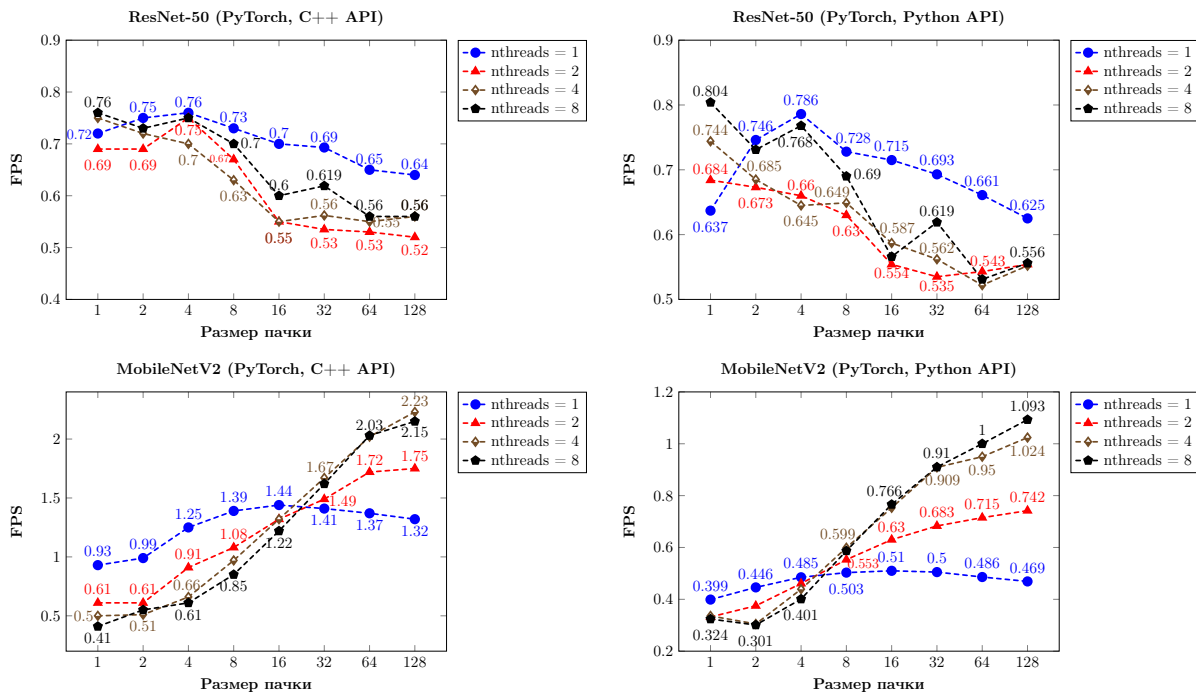 ResNet-50 (PyTorch, C++ API)
0.9
0.8
0.7
0.6
0.5
0.4
FPS
1 2 4 8 16 32 64 128
Размер пачки
0.72 0.75 0.76 0.73 0.7 0.69 0.65 0.64
0.69 0.69 0.75 0.67 0.55 0.53 0.53 0.52
0.7 0.63 0.55 0.56 0.55 0.56
0.76 0.7 0.6 0.619 0.56 0.56
nthreads = 1
nthreads = 2
nthreads = 4
nthreads = 8
ResNet-50 (PyTorch, Python API)
0.9
0.8
0.7
0.6
0.5
FPS
1 2 4 8 16 32 64 128
Размер пачки
0.637 0.746 0.786 0.728 0.715 0.693 0.661 0.625
0.684 0.673 0.66 0.63 0.554 0.535 0.543
0.744 0.685 0.645 0.649 0.587 0.562
0.804 0.768 0.69 0.619 0.556
nthreads = 1
nthreads = 2
nthreads = 4
nthreads = 8
MobileNetV2 (PyTorch, C++ API)
2
1.5
1
0.5
FPS
1 2 4 8 16 32 64 128
Размер пачки
0.93 0.99 1.25 1.39 1.44 1.41 1.37 1.32
0.61 0.61 0.91 1.08 1.49 1.72 1.75
0.5 0.51 0.66 1.67 2.23
0.41 0.61 0.85 1.22 2.03 2.15
nthreads = 1
nthreads = 2
nthreads = 4
nthreads = 8
MobileNetV2 (PyTorch, Python API)
1.2
1
0.8
0.6
0.4
0.2
FPS
1 2 4 8 16 32 64 128
Размер пачки
0.399 0.446 0.485 0.503 0.51 0.5 0.486 0.469
0.553 0.63 0.683 0.715 0.742
0.599 0.909 0.95 1.024
0.324 0.301 0.401 0.766 0.91 1 1.093
nthreads = 1
nthreads = 2
nthreads = 4
nthreads = 8